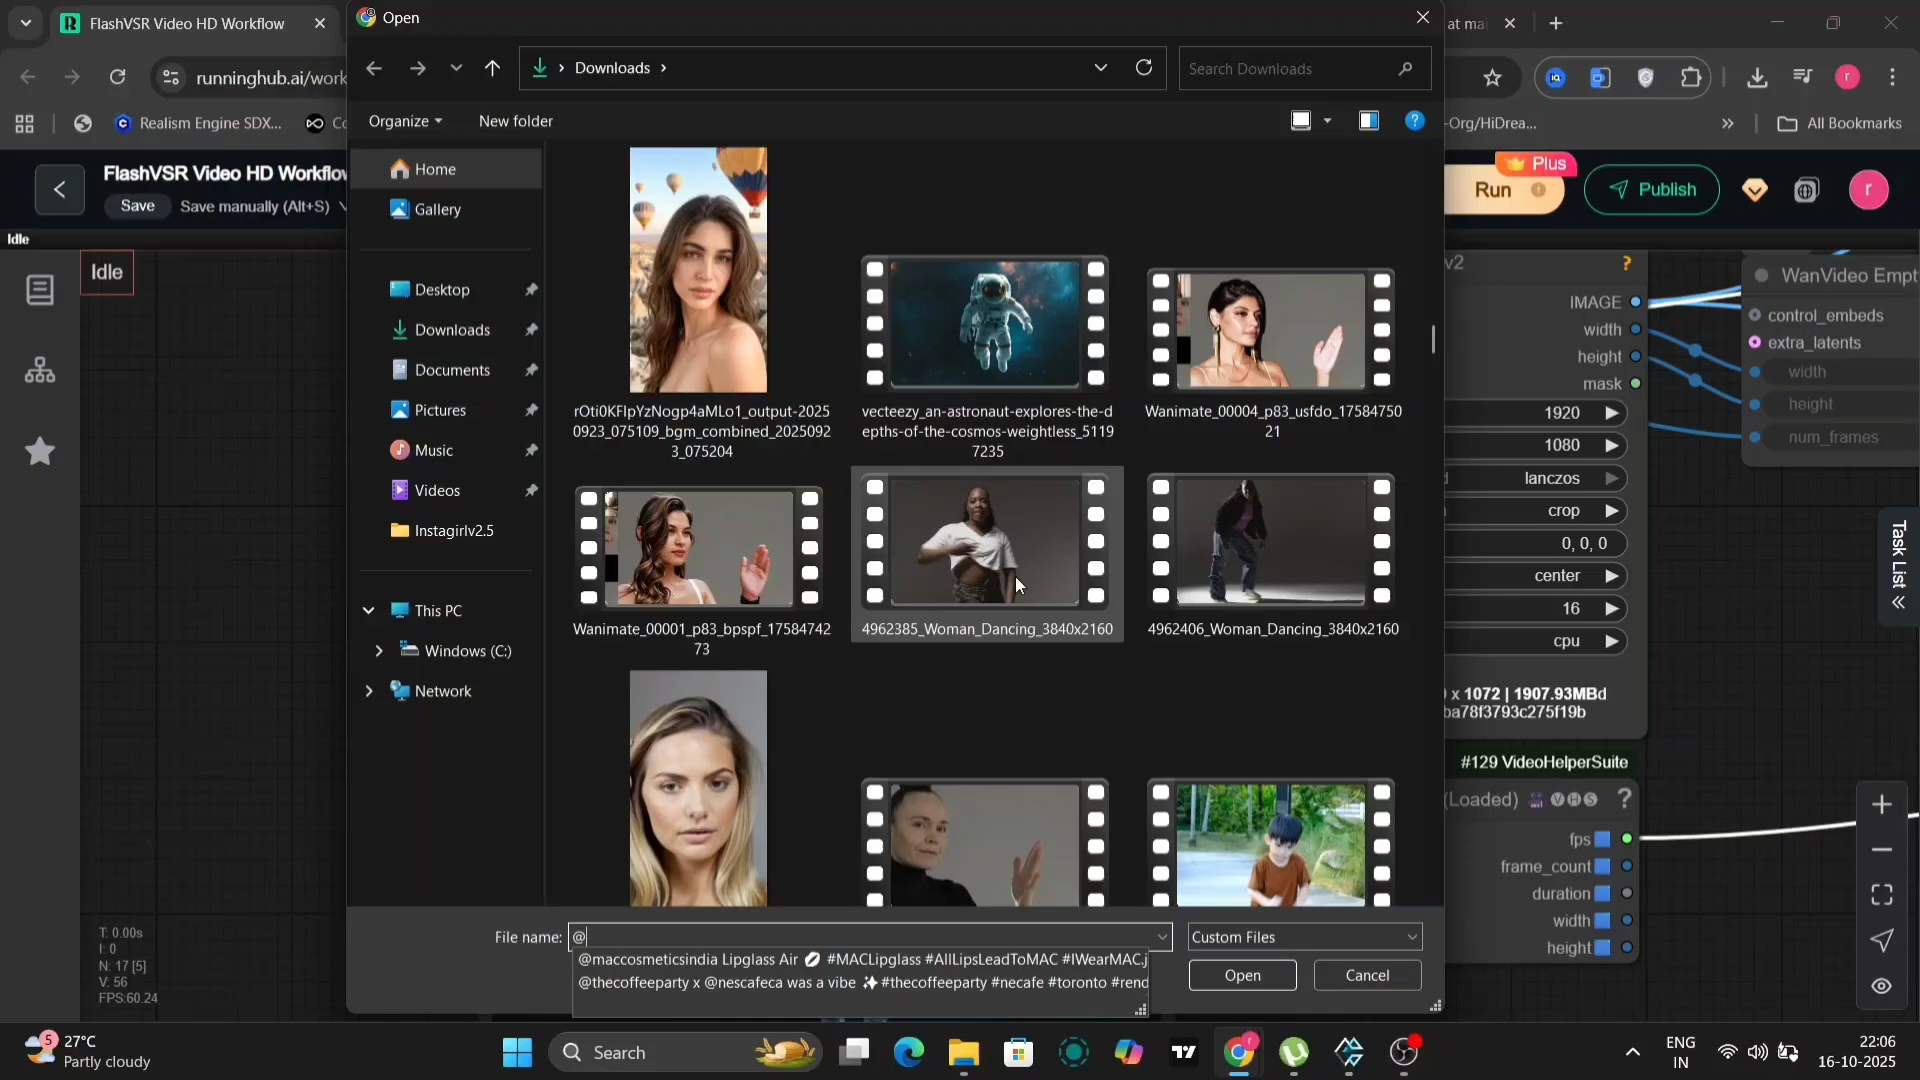 FlashVSR Video HD Workflow
Open
at mai
runninghub.ai/work
Downloads
Search Downloads
Realism Engine SDX...
Co
-Org/HiDrea...
All Bookmarks
Organize
New folder
FlashVSR Video HD Workflow
Save
Save manually (Alt+S)
Plus
Run
Publish
Idle
Idle
Home
Gallery
Desktop
Downloads
Documents
Pictures
Music
Videos
Instagirlv2.5
This PC
Windows (C:)
Network
rOti0KFlpYzNogp4aMLo1_output-2025
0923_075109_bgm_combined_2025092
3_075204
vecteezy_an-astronaut-explores-the-d
epths-of-the-cosmos-weightless_5119
7235
Wanimate_00004_p83_usfdo_17584750
21
Wanimate_00001_p83_bpspf_17584742
73
4962385_Woman_Dancing_3840x2160
4962406_Woman_Dancing_3840x2160
File name:
@
Custom Files
@maccosmeticsindia Lipglass Air 💋 #MACLipglass #AllLipsLeadToMAC #IWearMAC.j
@thecoffeeparty x @nescafeca was a vibe ✨#thecoffeeparty #necafe #toronto #rend
Open
Cancel
v2
IMAGE
width
height
mask
1920
1080
lanczos
crop
0, 0, 0
center
16
cpu
x 1072 | 1907.93MBd
ba78f3793c275f19b
WanVideo Empt
control_embeds
extra_latents
width
height
num_frames
Task List
#129 VideoHelperSuite
(Loaded)
VHS
?
fps
frame_count
duration
width
height
T: 0.00s
I: 0
N: 17 [5]
V: 56
FPS:60.24
5
27°C
Partly cloudy
Search
ENG
IN
22:06
16-10-2025